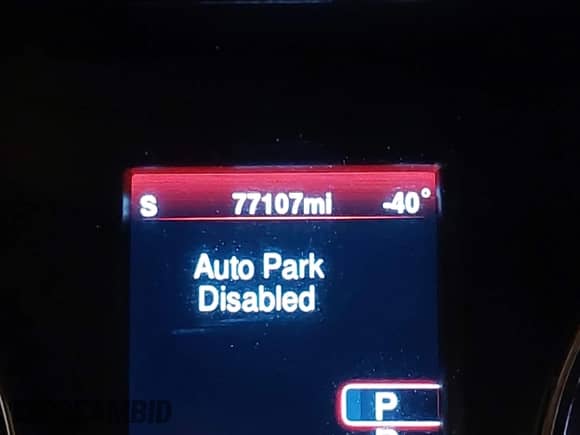 S 77107mi -40°
Auto Park
Disabled
P